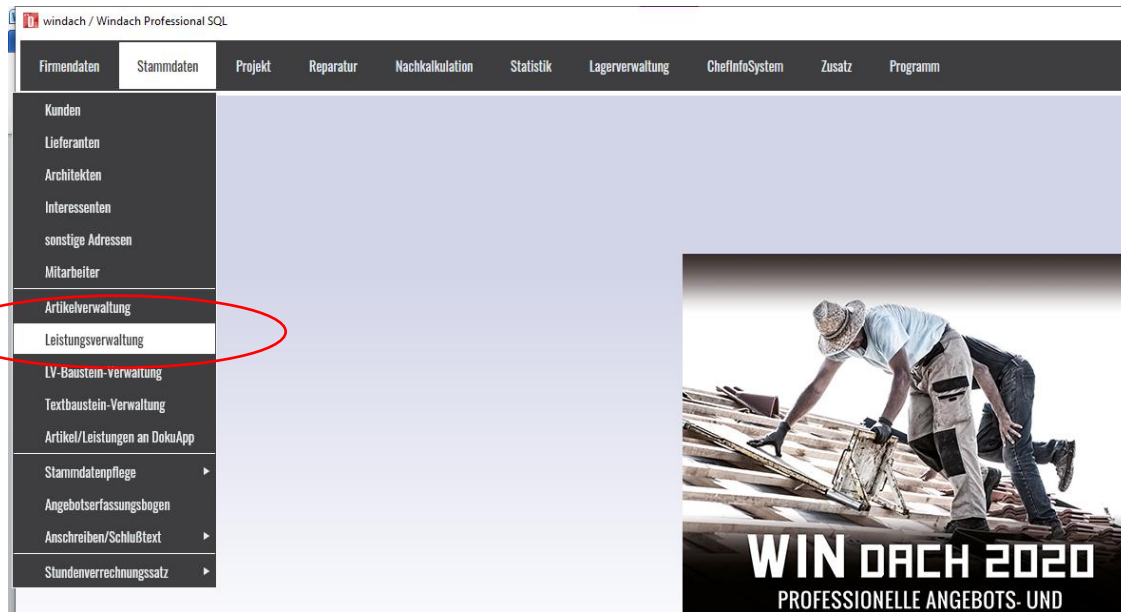 windach / Windach Professional SQL
Firmendaten Stammdaten Projekt Reparatur Nachkalkulation Statistik Lagerverwaltung ChefInfoSystem Zusatz Programm
Kunden
Lieferanten
Architekten
Interessenten
sonstige Adressen
Mitarbeiter
Artikelverwaltung
Leistungsverwaltung
LV-Baustein-Verwaltung
Textbaustein-Verwaltung
Artikel/Leistungen an DokuApp
Stammdatenpflege
Angebotserfassungsbogen
Anschreiben/Schlußtext
Stundenverrechnungssatz
WIN DACH 2020
PROFESSIONELLE ANGEBOTS- UND